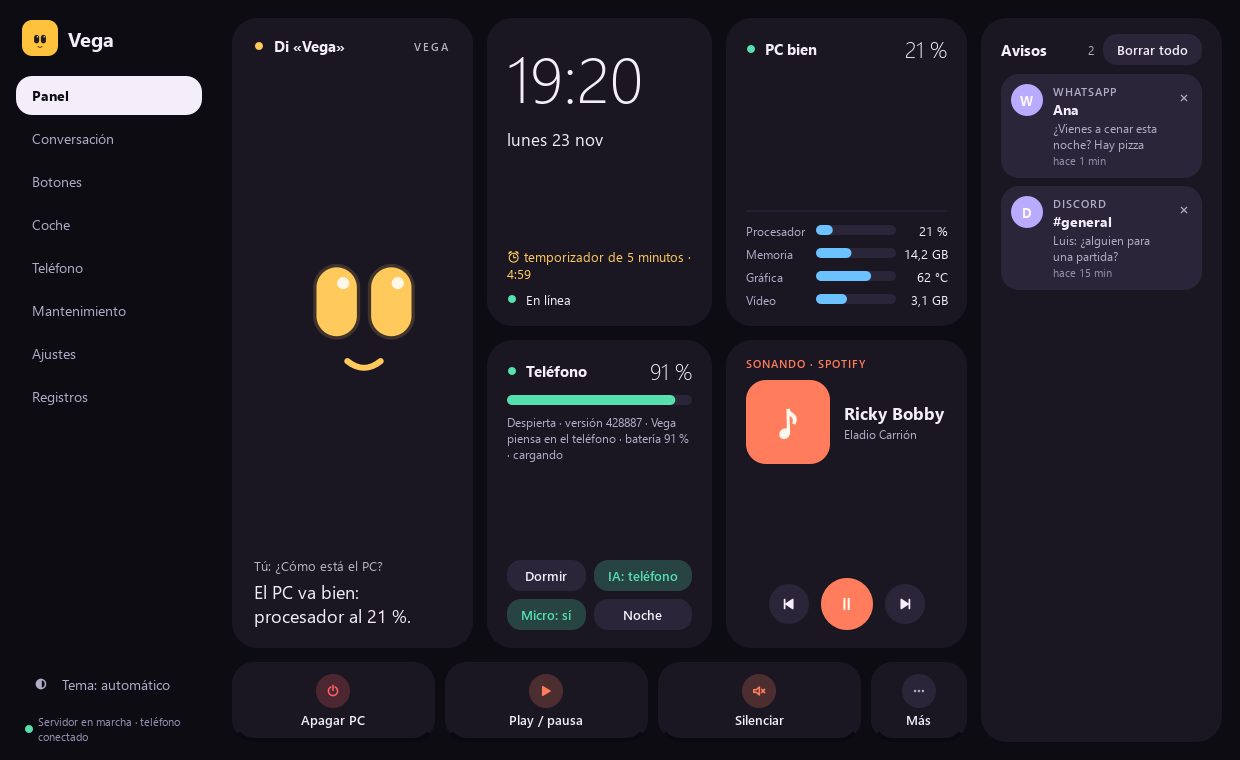 Vega
Panel
Conversación
Botones
Coche
Teléfono
Mantenimiento
Ajustes
Registros
Tema: automático
Servidor en marcha · teléfono
conectado
Di «Vega»
VEGA
Tú: ¿Cómo está el PC?
El PC va bien:
procesador al 21 %.
19:20
lunes 23 nov
temporizador de 5 minutos ·
4:59
En línea
PC bien
21 %
Procesador 21 %
Memoria 14,2 GB
Gráfica 62 °C
Vídeo 3,1 GB
Teléfono
91 %
Despierta · versión 428887 · Vega
piensa en el teléfono · batería 91 %
· cargando
Dormir
IA: teléfono
Micro: sí
Noche
SONANDO · SPOTIFY
Ricky Bobby
Eladio Carrión
Apagar PC
Play / pausa
Silenciar
Más
Avisos
2
Borrar todo
W
WHATSAPP
×
Ana
¿Vienes a cenar esta
noche? Hay pizza
hace 1 min
D
DISCORD
×
#general
Luis: ¿alguien para
una partida?
hace 15 min